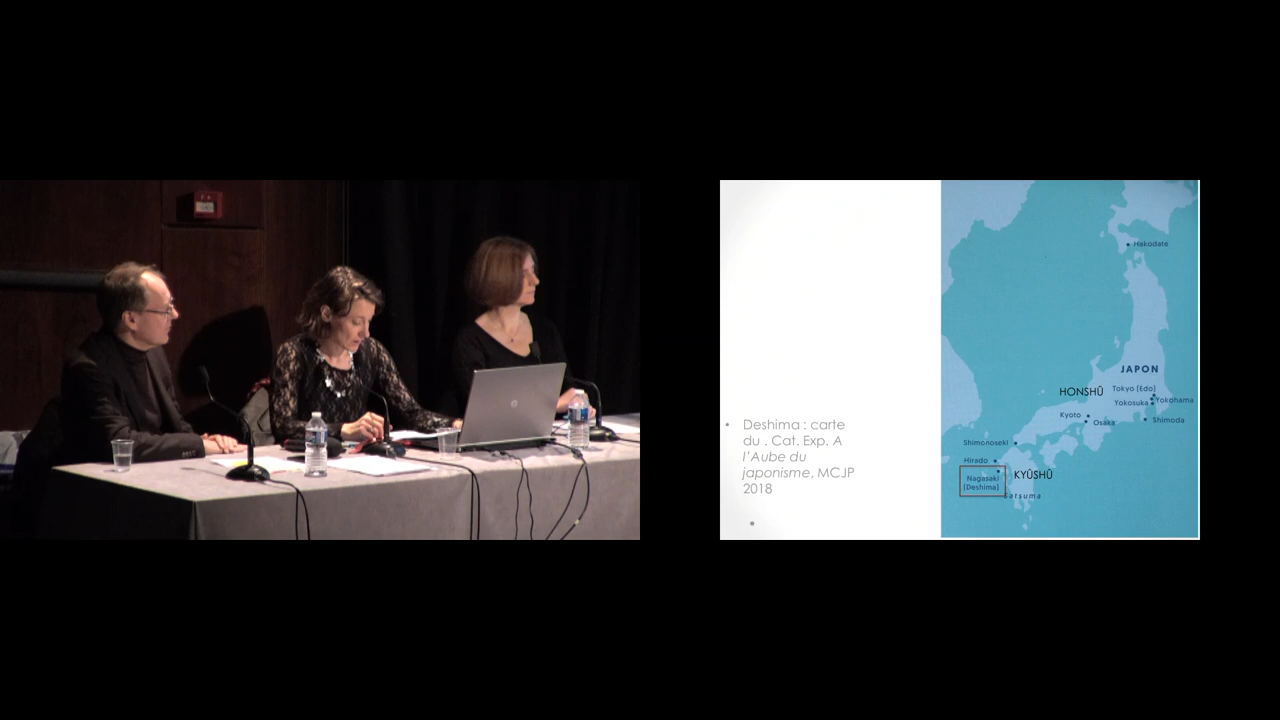 Deshima : carte
du . Cat. Exp. A
l'Aube du
japonisme, MCJP
2018
Hakodate
JAPON
HONSHŪ
Tokyo [Edo]
Yokosuka
Yokohama
Kyoto
Osaka
Shimoda
Shimonoseki
Hirado
KYŪSHŪ
Nagasaki
[Deshima]
Satsuma